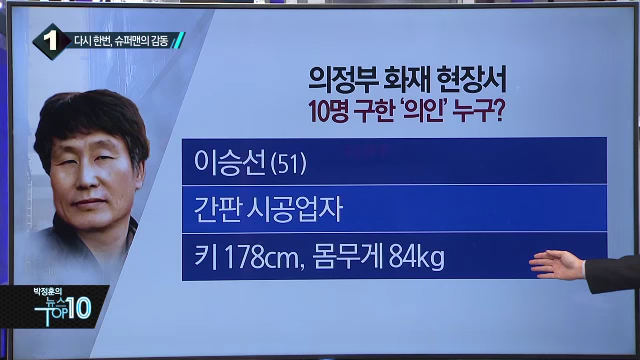 1 다시 한번, 슈퍼맨의 감동
의정부 화재 현장서
10명 구한 '의인' 누구?
이승선 (51)
간판 시공업자
키 178cm, 몸무게 84kg
박정훈의
뉴스
TOP10